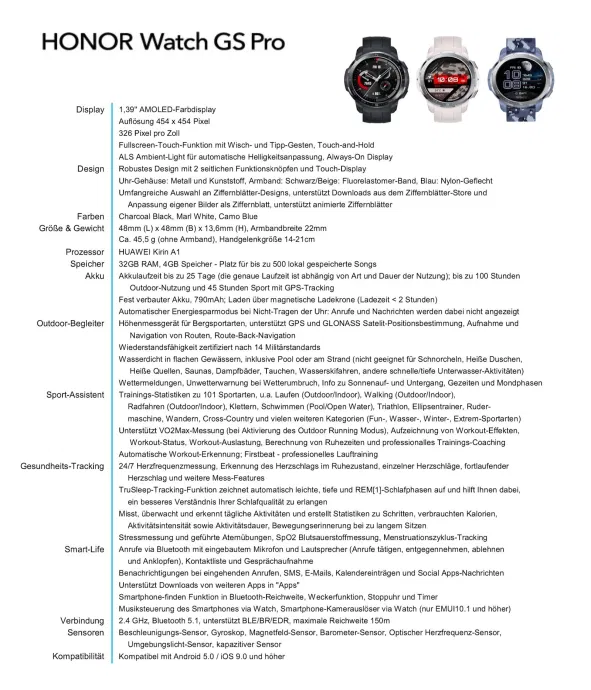 HONOR Watch GS Pro
Display 1,39" AMOLED-Farbdisplay
Auflösung 454 x 454 Pixel
326 Pixel pro Zoll
Fullscreen-Touch-Funktion mit Wisch- und Tipp-Gesten, Touch-and-Hold
ALS Ambient-Light für automatische Helligkeitsanpassung, Always-On Display
Design Robustes Design mit 2 seitlichen Funktionsknöpfen und Touch-Display
Uhr-Gehäuse: Metall und Kunststoff, Armband: Schwarz/Beige: Fluorelastomer-Band, Blau: Nylon-Geflecht
Umfangreiche Auswahl an Ziffernblatt-Designs, unterstützt Downloads aus dem Ziffernblatt-Store und
Anpassung eigener Bilder als Ziffernblatt, unterstützt animierte Ziffernblätter
Farben Charcoal Black, Marl White, Camo Blue
Größe & Gewicht 48mm (L) x 48mm (B) x 13,6mm (H), Armbandbreite 22mm
Ca. 45,5 g (ohne Armband), Handgelenkgröße 14-21cm
Prozessor HUAWEI Kirin A1
Speicher 32GB RAM, 4GB Speicher - Platz für bis zu 500 lokal gespeicherte Songs
Akku Akkulaufzeit bis zu 25 Tage (die genaue Laufzeit ist abhängig von Art und Dauer der Nutzung); bis zu 100 Stunden
Outdoor-Nutzung und 45 Stunden Sport mit GPS-Tracking
Fest verbauter Akku, 790mAh; Laden über magnetische Ladekrone (Ladezeit < 2 Stunden)
Automatischer Energiesparmodus bei Nicht-Tragen der Uhr: Anrufe und Nachrichten werden dabei nicht angezeigt
Outdoor-Begleiter Höhenmessgerät für Bergsportarten, unterstützt GPS und GLONASS Satelit-Positionsbestimmung, Aufnahme und
Navigation von Routen, Route-Back-Navigation
Wiederstandsfähigkeit zertifiziert nach 14 Militärstandards
Wasserdicht in flachen Gewässern, inklusive Pool oder am Strand (nicht geeignet für Schnorcheln, Heiße Duschen,
Heiße Quellen, Saunas, Dampfbäder, Tauchen, Wasserskifahren, andere schnelle/tiefe Unterwasser-Aktivitäten)
Wettermeldungen, Unwetterwarnung bei Wetterumbruch, Info zu Sonnenauf- und Untergang, Gezeiten und Mondphasen
Sport-Assistent Trainings-Statistiken zu 101 Sportarten, u.a. Laufen (Outdoor/Indoor), Walking (Outdoor/Indoor),
Radfahren (Outdoor/Indoor), Klettern, Schwimmen (Pool/Open Water), Triathlon, Ellipsentrainer, Ruder-
maschine, Wandern, Cross-Country und vielen weiteren Kategorien (Fun-, Wasser-, Winter-, Extrem-Sportarten)
Unterstützt VO2Max-Messung (bei Aktivierung des Outdoor Running Modus), Aufzeichnung von Workout-Effekten,
Workout-Status, Workout-Auslastung, Berechnung von Ruhezeiten und professionales Trainings-Coaching
Automatische Workout-Erkennung; Firstbeat - professionelles Lauftraining
Gesundheits-Tracking 24/7 Herzfrequenzmessung, Erkennung des Herzschlags im Ruhezustand, einzelner Herzschläge, fortlaufender
Herzschlag und weitere Mess-Features
TruSleep-Tracking-Funktion zeichnet automatisch leichte, tiefe und REM[1]-Schlafphasen auf und hilft Ihnen dabei,
ein besseres Verständnis Ihrer Schlafqualität zu erlangen
Misst, überwacht und erkennt tägliche Aktivitäten und erstellt Statistiken zu Schritten, verbrauchten Kalorien,
Aktivitätsintensität sowie Aktivitätsdauer, Bewegungserinnerung bei zu langem Sitzen
Stressmessung und geführte Atemübungen, SpO2 Blutsauerstoffmessung, Menstruationszyklus-Tracking
Smart-Life Anrufe via Bluetooth mit eingebautem Mikrofon und Lautsprecher (Anrufe tätigen, entgegennehmen, ablehnen
und Anklopfen), Kontaktliste und Gesprächaufnahme
Benachrichtigungen bei eingehenden Anrufen, SMS, E-Mails, Kalendereinträgen und Social Apps-Nachrichten
Unterstützt Downloads von weiteren Apps in "Apps"
Smartphone-finden Funktion in Bluetooth-Reichweite, Weckerfunktion, Stoppuhr und Timer
Musiksteuerung des Smartphones via Watch, Smartphone-Kameraauslöser via Watch (nur EMUI10.1 und höher)
Verbindung 2.4 GHz, Bluetooth 5.1, unterstützt BLE/BR/EDR, maximale Reichweite 150m
Sensoren Beschleunigungs-Sensor, Gyroskop, Magnetfeld-Sensor, Barometer-Sensor, Optischer Herzfrequenz-Sensor,
Umgebungslicht-Sensor, kapazitiver Sensor
Kompatibilität Kompatibel mit Android 5.0 / iOS 9.0 und höher